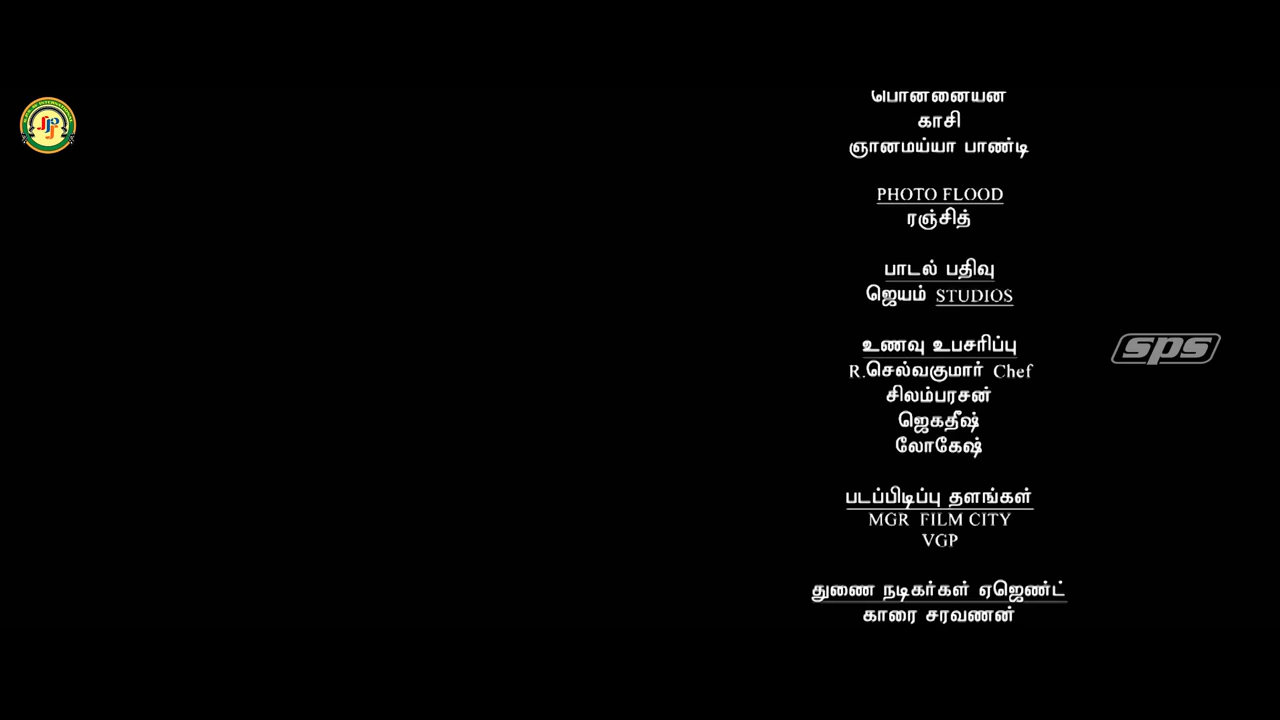 காசி
ஞானமய்யா பாண்டி
PHOTO FLOOD
ரஞ்சித்
பாடல் பதிவு
ஜெயம் STUDIOS
உணவு உபசரிப்பு
sps
R.செல்வகுமார் Chef
சிலம்பரசன்
ஜெகதீஷ்
லோகேஷ்
படப்பிடிப்பு தளங்கள்
MGR FILM CITY
VGP
துணை நடிகர்கள் ஏஜெண்ட்
காரை சரவணன்